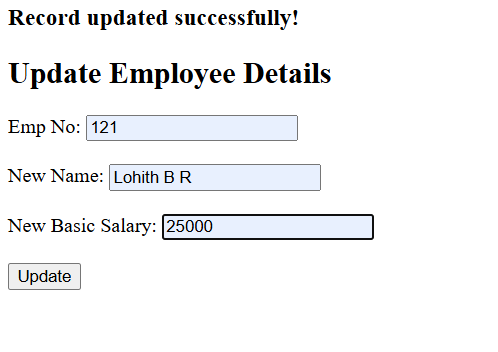 Record updated successfully!
Update Employee Details
Emp No: 121
New Name: Lohith B R
New Basic Salary: 25000
Update